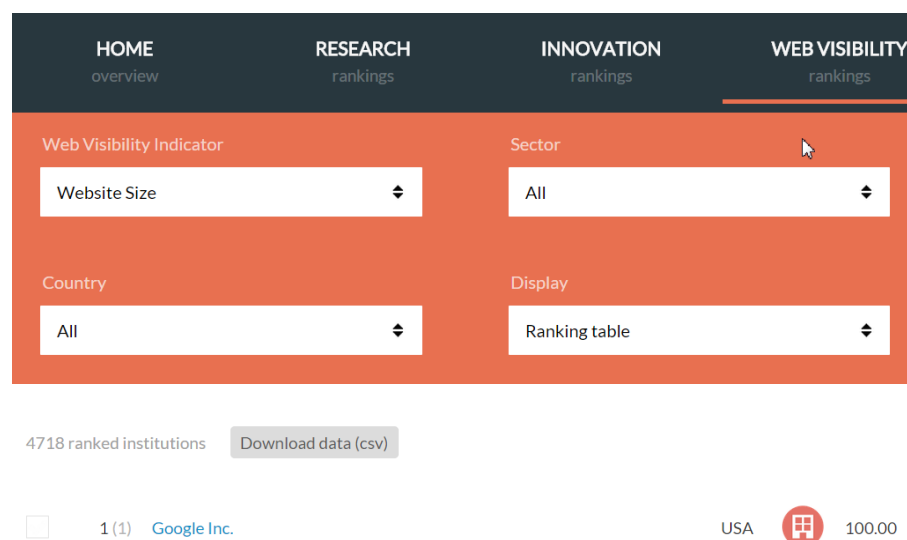 HOME RESEARCH INNOVATION WEB VISIBILITY
overview rankings rankings rankings
Web Visibility Indicator Sector
Website Size All
Country Display
All Ranking table
4718 ranked institutions Download data (csv)
1 (1) Google Inc. USA 100.00